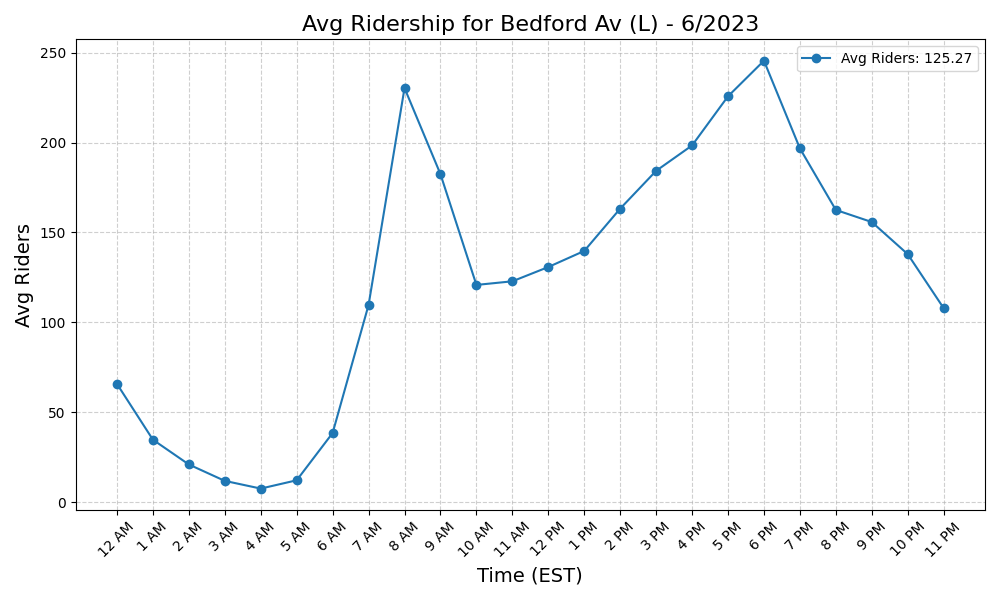 Avg Ridership for Bedford Av (L) - 6/2023
Avg Riders: 125.27
Avg Riders
250
200
150
100
50
0
12 AM
1 AM
2 AM
3 AM
4 AM
5 AM
6 AM
7 AM
8 AM
9 AM
10 AM
11 AM
12 PM
1 PM
2 PM
3 PM
4 PM
5 PM
6 PM
7 PM
8 PM
9 PM
10 PM
11 PM
Time (EST)